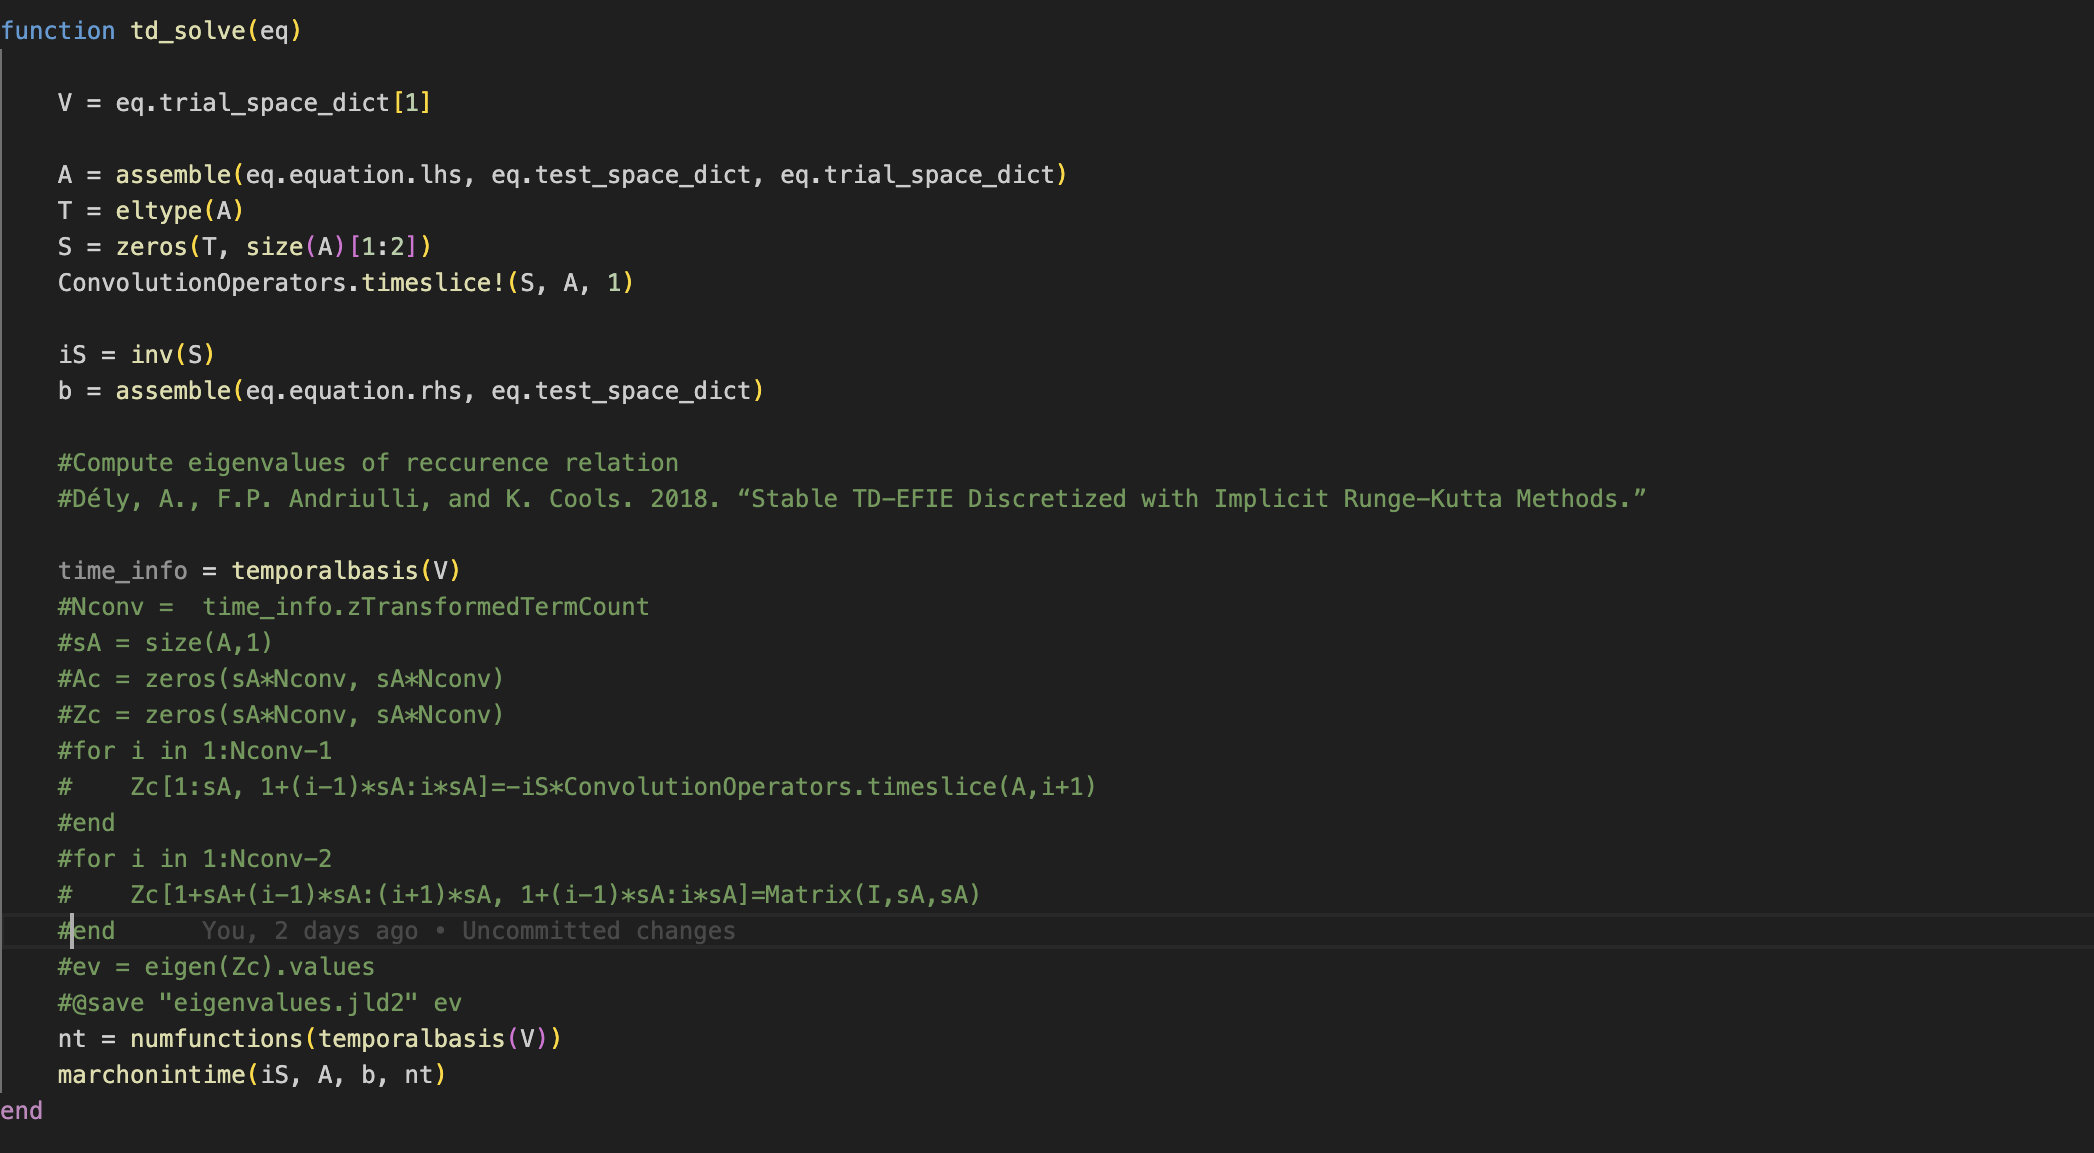 function td_solve(eq)
V = eq.trial_space_dict[1]
A = assemble(eq.equation.lhs, eq.test_space_dict, eq.trial_space_dict)
T = eltype(A)
S = zeros(T, size(A)[1:2])
ConvolutionOperators.timeslice!(S, A, 1)
iS = inv(S)
b = assemble(eq.equation.rhs, eq.test_space_dict)
#Compute eigenvalues of reccurence relation
#Dély, A., F.P. Andriulli, and K. Cools. 2018. “Stable TD-EFIE Discretized with Implicit Runge-Kutta Methods.”
time_info = temporalbasis(V)
#Nconv =  time_info.zTransformedTermCount
#sA = size(A,1)
#Ac = zeros(sA*Nconv, sA*Nconv)
#Zc = zeros(sA*Nconv, sA*Nconv)
#for i in 1:Nconv-1
#    Zc[1:sA, 1+(i-1)*sA:i*sA]=-iS*ConvolutionOperators.timeslice(A,i+1)
#end
#for i in 1:Nconv-2
#    Zc[1+sA+(i-1)*sA:(i+1)*sA, 1+(i-1)*sA:i*sA]=Matrix(I,sA,sA)
#end      You, 2 days ago • Uncommitted changes
#ev = eigen(Zc).values
#@save "eigenvalues.jld2" ev
nt = numfunctions(temporalbasis(V))
marchonintime(iS, A, b, nt)
end